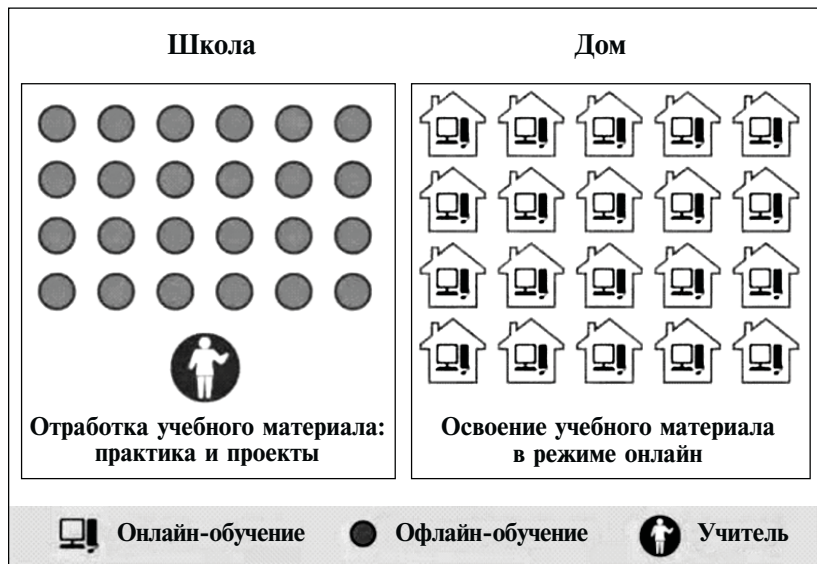 Школа
Дом
Отработка учебного материала:
практика и проекты
Освоение учебного материала
в режиме онлайн
Онлайн-обучение
Офлайн-обучение
Учитель